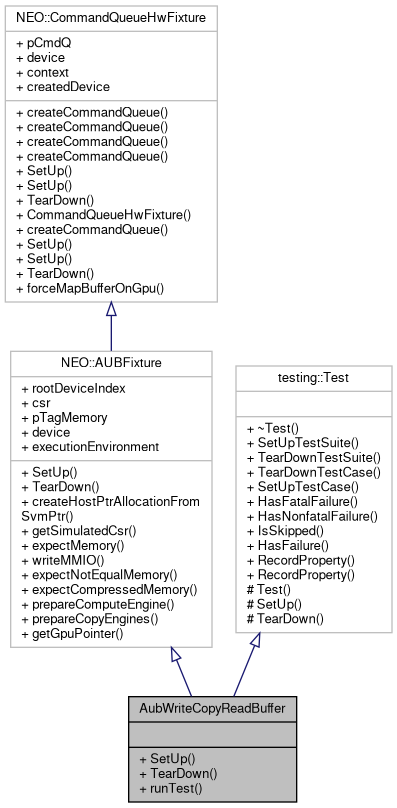 NEO::CommandQueueHwFixture
+ pCmdQ
+ device
+ context
+ createdDevice
+ createCommandQueue()
+ createCommandQueue()
+ createCommandQueue()
+ createCommandQueue()
+ SetUp()
+ SetUp()
+ TearDown()
+ CommandQueueHwFixture()
+ createCommandQueue()
+ SetUp()
+ SetUp()
+ TearDown()
+ forceMapBufferOnGpu()
NEO::AUBFixture
+ rootDeviceIndex
+ csr
+ pTagMemory
+ device
+ executionEnvironment
+ SetUp()
+ TearDown()
+ createHostPtrAllocationFrom
SvmPtr()
+ getSimulatedCsr()
+ expectMemory()
+ writeMMIO()
+ expectNotEqualMemory()
+ expectCompressedMemory()
+ prepareComputeEngine()
+ prepareCopyEngines()
+ getGpuPointer()
testing::Test
+ ~Test()
+ SetUpTestSuite()
+ TearDownTestSuite()
+ TearDownTestCase()
+ SetUpTestCase()
+ HasFatalFailure()
+ HasNonfatalFailure()
+ IsSkipped()
+ HasFailure()
+ RecordProperty()
+ RecordProperty()
# Test()
# SetUp()
# TearDown()
AubWriteCopyReadBuffer
+ SetUp()
+ TearDown()
+ runTest()